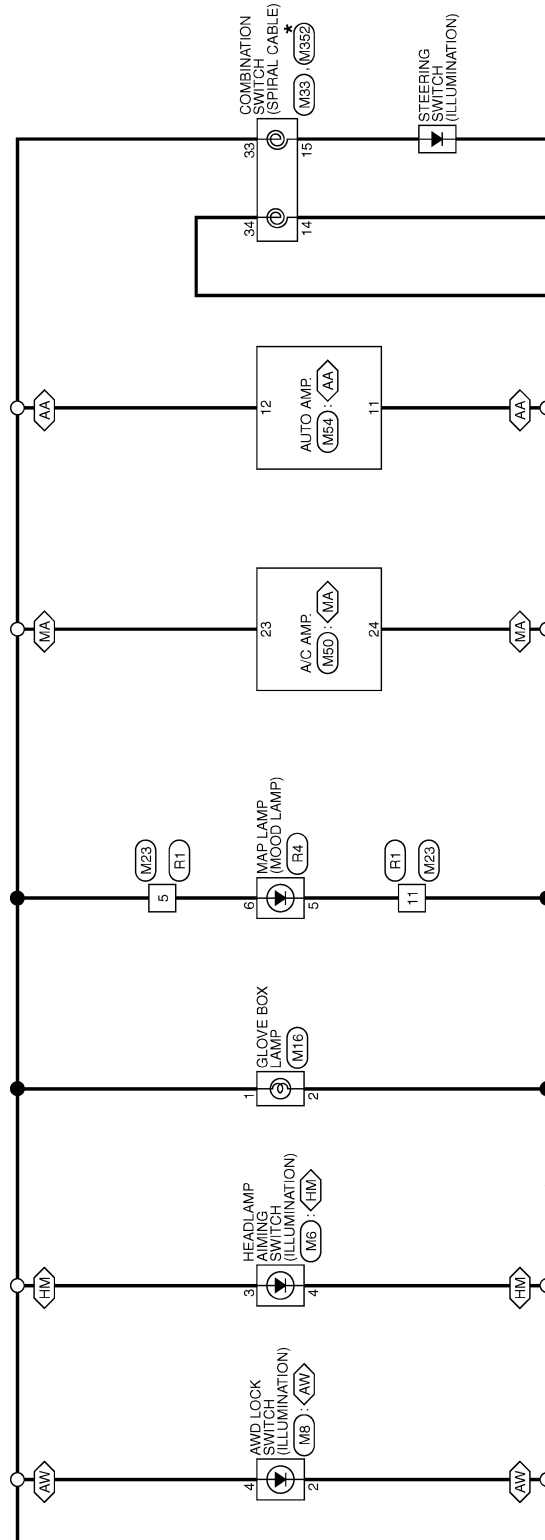 AW
4
AWD LOCK
SWITCH
(ILLUMINATION)
M8 : AW
2
AW
HM
3
HEADLAMP
AIMING
SWITCH
(ILLUMINATION)
M6 : HM
4
HM
1
GLOVE BOX
LAMP
M16
2
M23
5
R1
6
MAP LAMP
(MOOD LAMP)
R4
5
R1
11
M23
MA
23
A/C AMP.
M50 : MA
24
MA
AA
12
AUTO AMP.
M54 : AA
11
AA
34
33
COMBINATION
SWITCH
(SPIRAL CABLE)
*
M33 , M352
14
15
STEERING
SWITCH
(ILLUMINATION)